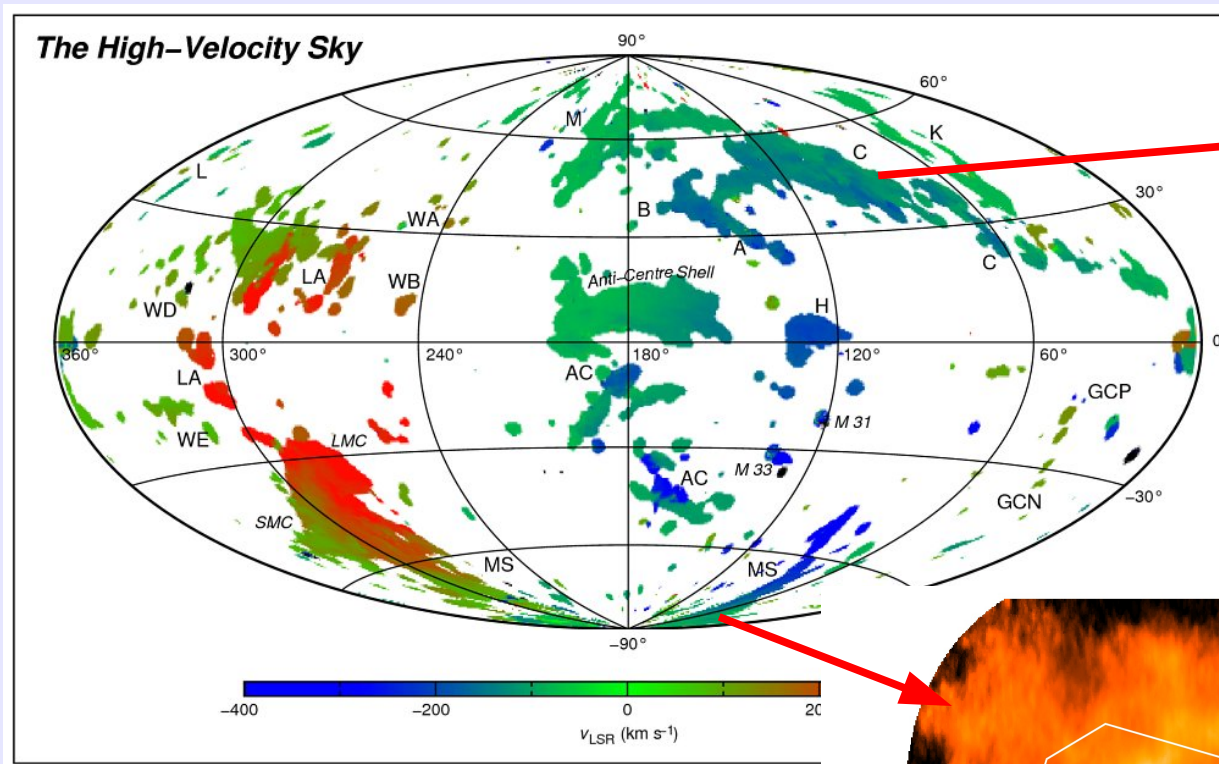 The High–Velocity Sky
90°
60°
M
K
C
L
30°
B
WA
A
C
Anti–Centre Shell
LA
WB
H
WD
360°
300°
240°
180°
120°
60°
0
LA
AC
GCP
M 31
WE
LMC
M 33
AC
−30°
GCN
SMC
MS
MS
−90°
−400
−200
0
20
vLSR (km s−1)